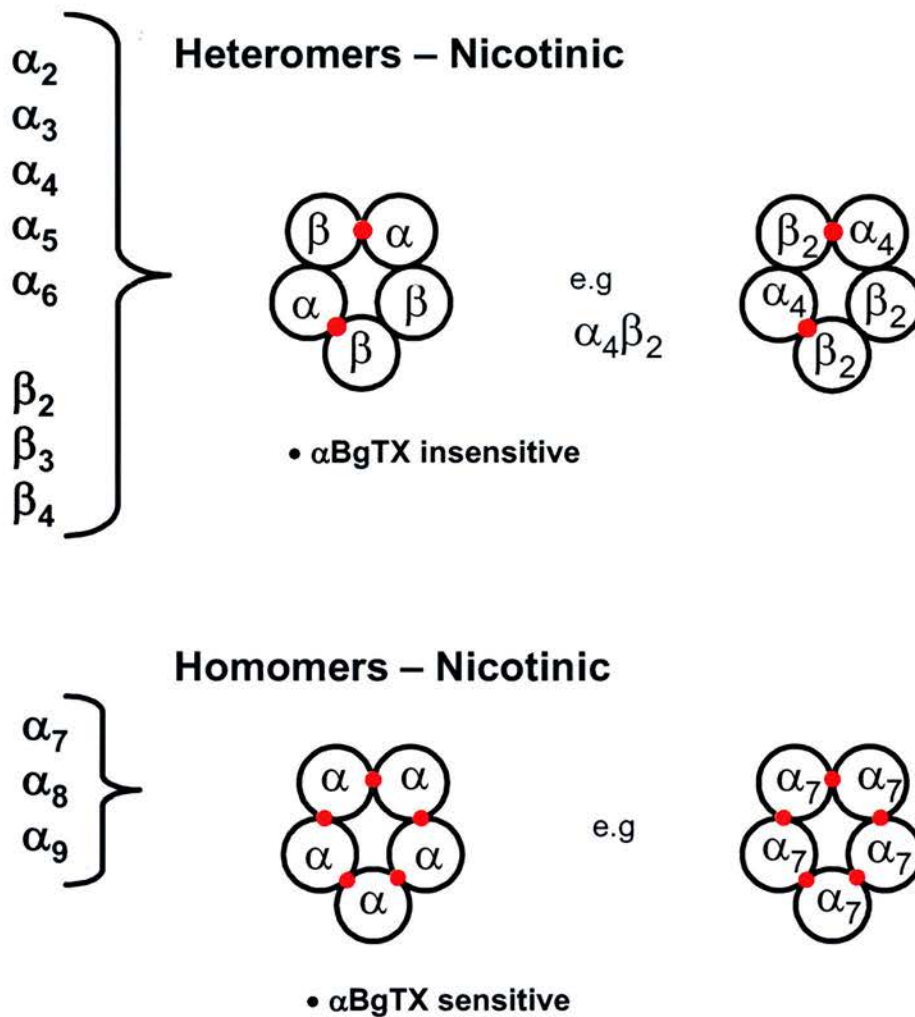 Heteromers – Nicotinic
α₂
α₃
α₄
α₅
α₆
β₂
β₃
β₄
β α
α β
β
e.g
α₄β₂
β₂ α₄
α₄ β₂
β₂
• αBgTX insensitive
Homomers – Nicotinic
α₇
α₈
α₉
α α
α α
α
e.g
α₇ α₇
α₇ α₇
α₇
• αBgTX sensitive